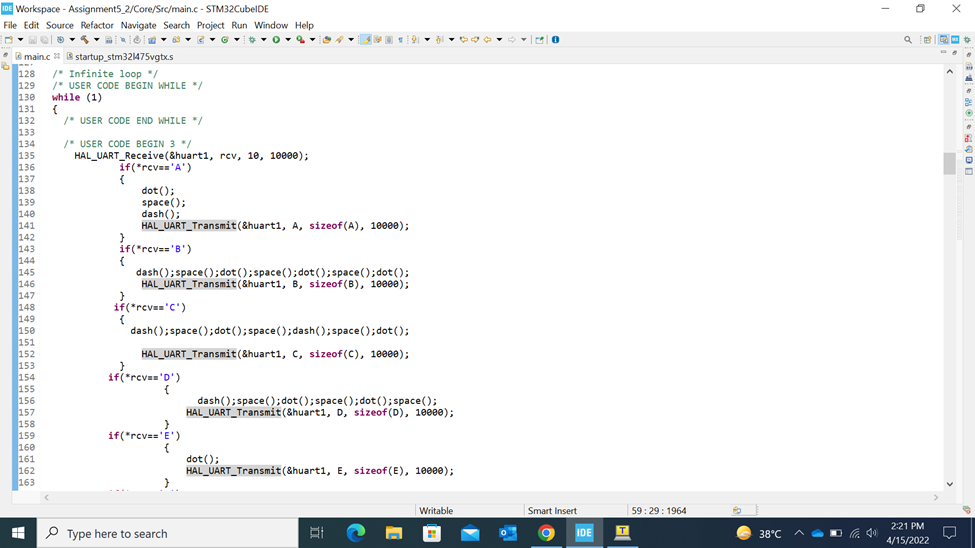 IDE Workspace - Assignment5_2/Core/Src/main.c - STM32CubeIDE
File Edit Source Refactor Navigate Search Project Run Window Help
main.c startup_stm32l475vgtx.s
128 /* Infinite loop */
129 /* USER CODE BEGIN WHILE */
130 while (1)
131 {
132 /* USER CODE END WHILE */
133
134 /* USER CODE BEGIN 3 */
135 HAL_UART_Receive(&huart1, rcv, 10, 10000);
136 if(*rcv=='A')
137 {
138 dot();
139 space();
140 dash();
141 HAL_UART_Transmit(&huart1, A, sizeof(A), 10000);
142 }
143 if(*rcv=='B')
144 {
145 dash();space();dot();space();dot();space();dot();
146 HAL_UART_Transmit(&huart1, B, sizeof(B), 10000);
147 }
148 if(*rcv=='C')
149 {
150 dash();space();dot();space();dash();space();dot();
151
152 HAL_UART_Transmit(&huart1, C, sizeof(C), 10000);
153 }
154 if(*rcv=='D')
155 {
156 dash();space();dot();space();dot();space();
157 HAL_UART_Transmit(&huart1, D, sizeof(D), 10000);
158 }
159 if(*rcv=='E')
160 {
161 dot();
162 HAL_UART_Transmit(&huart1, E, sizeof(E), 10000);
163 }
Writable Smart Insert 59 : 29 : 1964
Type here to search IDE T 38°C 2:21 PM
4/15/2022